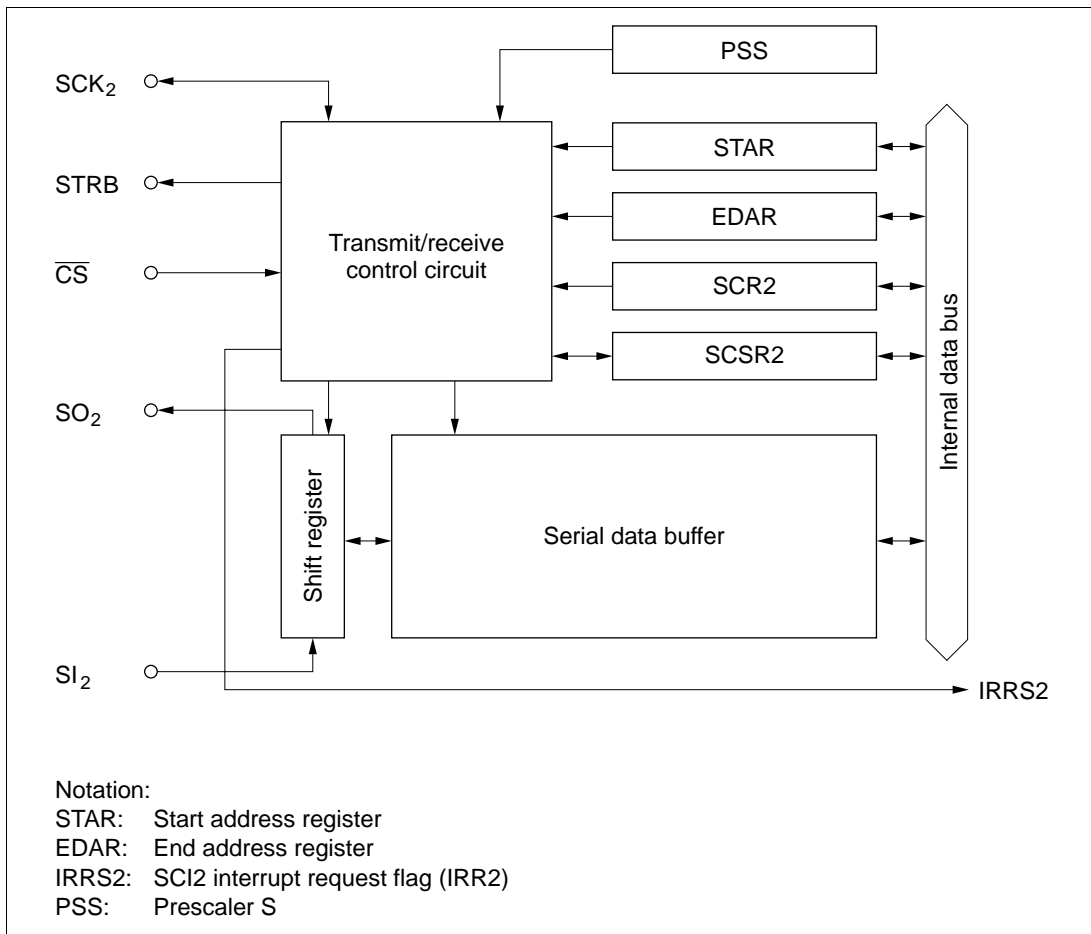 PSS
SCK2
STAR
STRB
EDAR
Transmit/receive
control circuit
CS
SCR2
SCSR2
Internal data bus
SO2
Shift register
Serial data buffer
SI2
IRRS2
Notation:
STAR: Start address register
EDAR: End address register
IRRS2: SCI2 interrupt request flag (IRR2)
PSS: Prescaler S